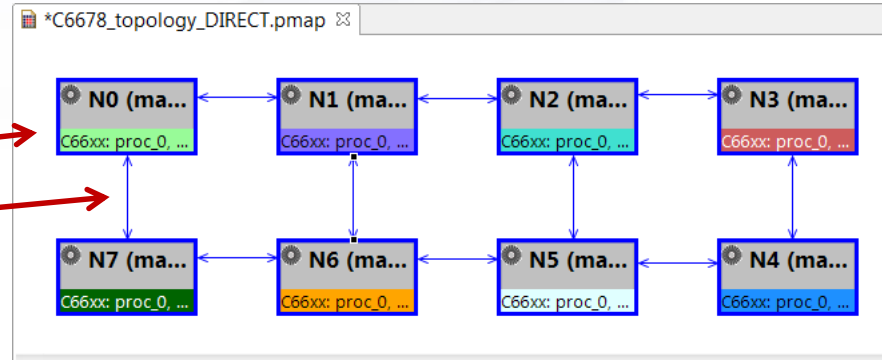 *C6678_topology_DIRECT.pmap
N0 (ma... N1 (ma... N2 (ma... N3 (ma...
C66xx: proc_0, ... C66xx: proc_0, ... C66xx: proc_0, ... C66xx: proc_0, ...
N7 (ma... N6 (ma... N5 (ma... N4 (ma...
C66xx: proc_0, ... C66xx: proc_0, ... C66xx: proc_0, ... C66xx: proc_0, ...